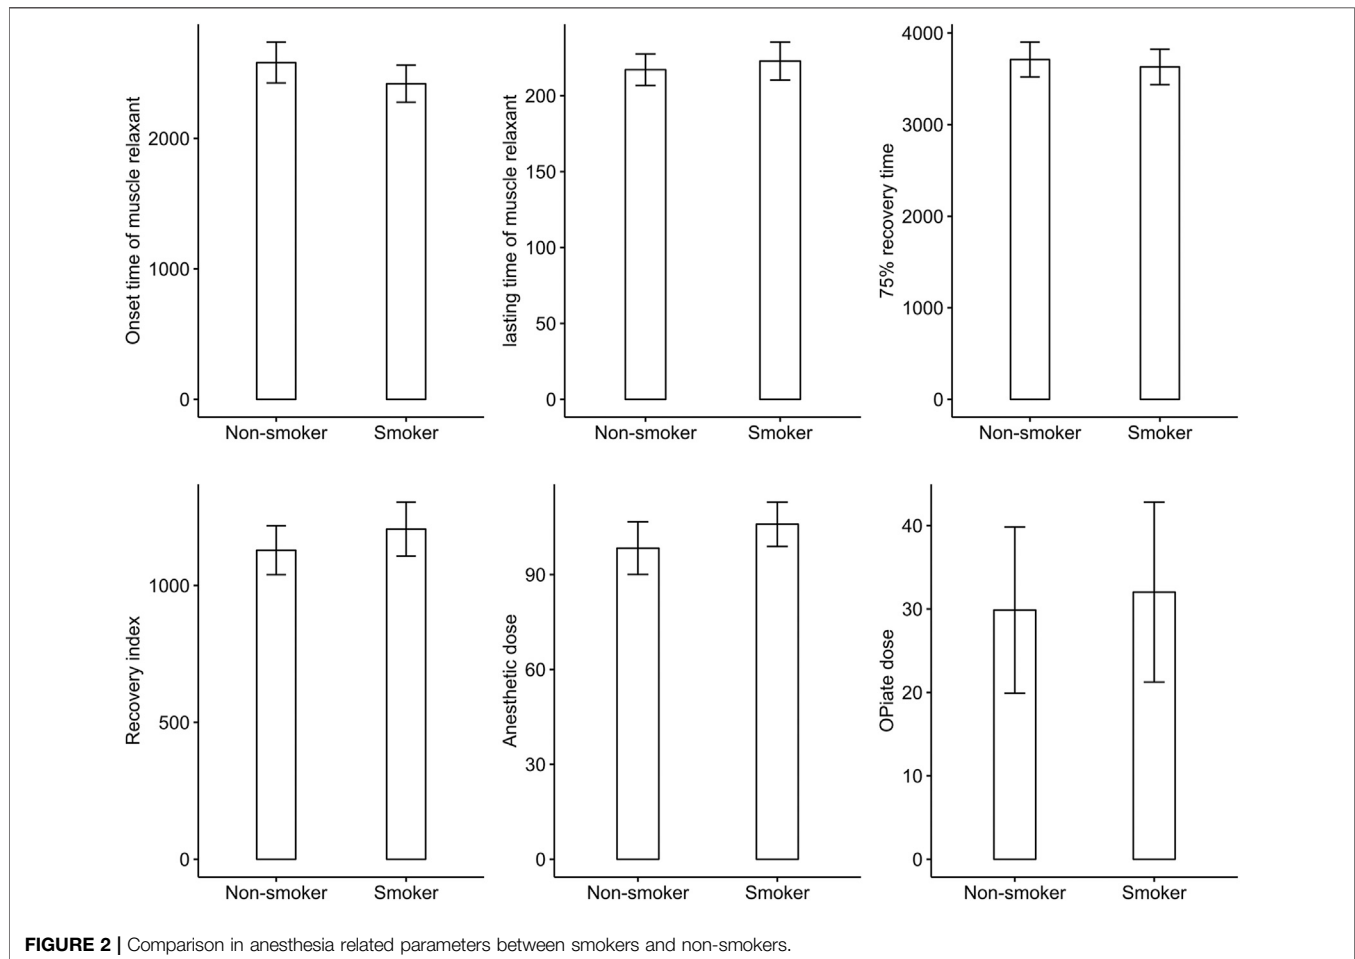 Onset time of muscle relaxant
2000
1000
0
Non-smoker Smoker
lasting time of muscle relaxant
200
150
100
50
0
Non-smoker Smoker
75% recovery time
4000
3000
2000
1000
0
Non-smoker Smoker
Recovery index
1000
500
0
Non-smoker Smoker
Anesthetic dose
90
60
30
0
Non-smoker Smoker
OPiate dose
40
30
20
10
0
Non-smoker Smoker
FIGURE 2 | Comparison in anesthesia related parameters between smokers and non-smokers.